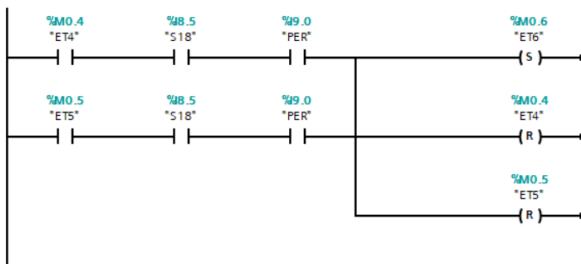 %M0.4 %I8.5 %I9.0 %M0.6
"ET4" "S18" "PER" "ET6"
S
%M0.5 %I8.5 %I9.0 %M0.4
"ET5" "S18" "PER" "ET4"
R
%M0.5
"ET5"
R